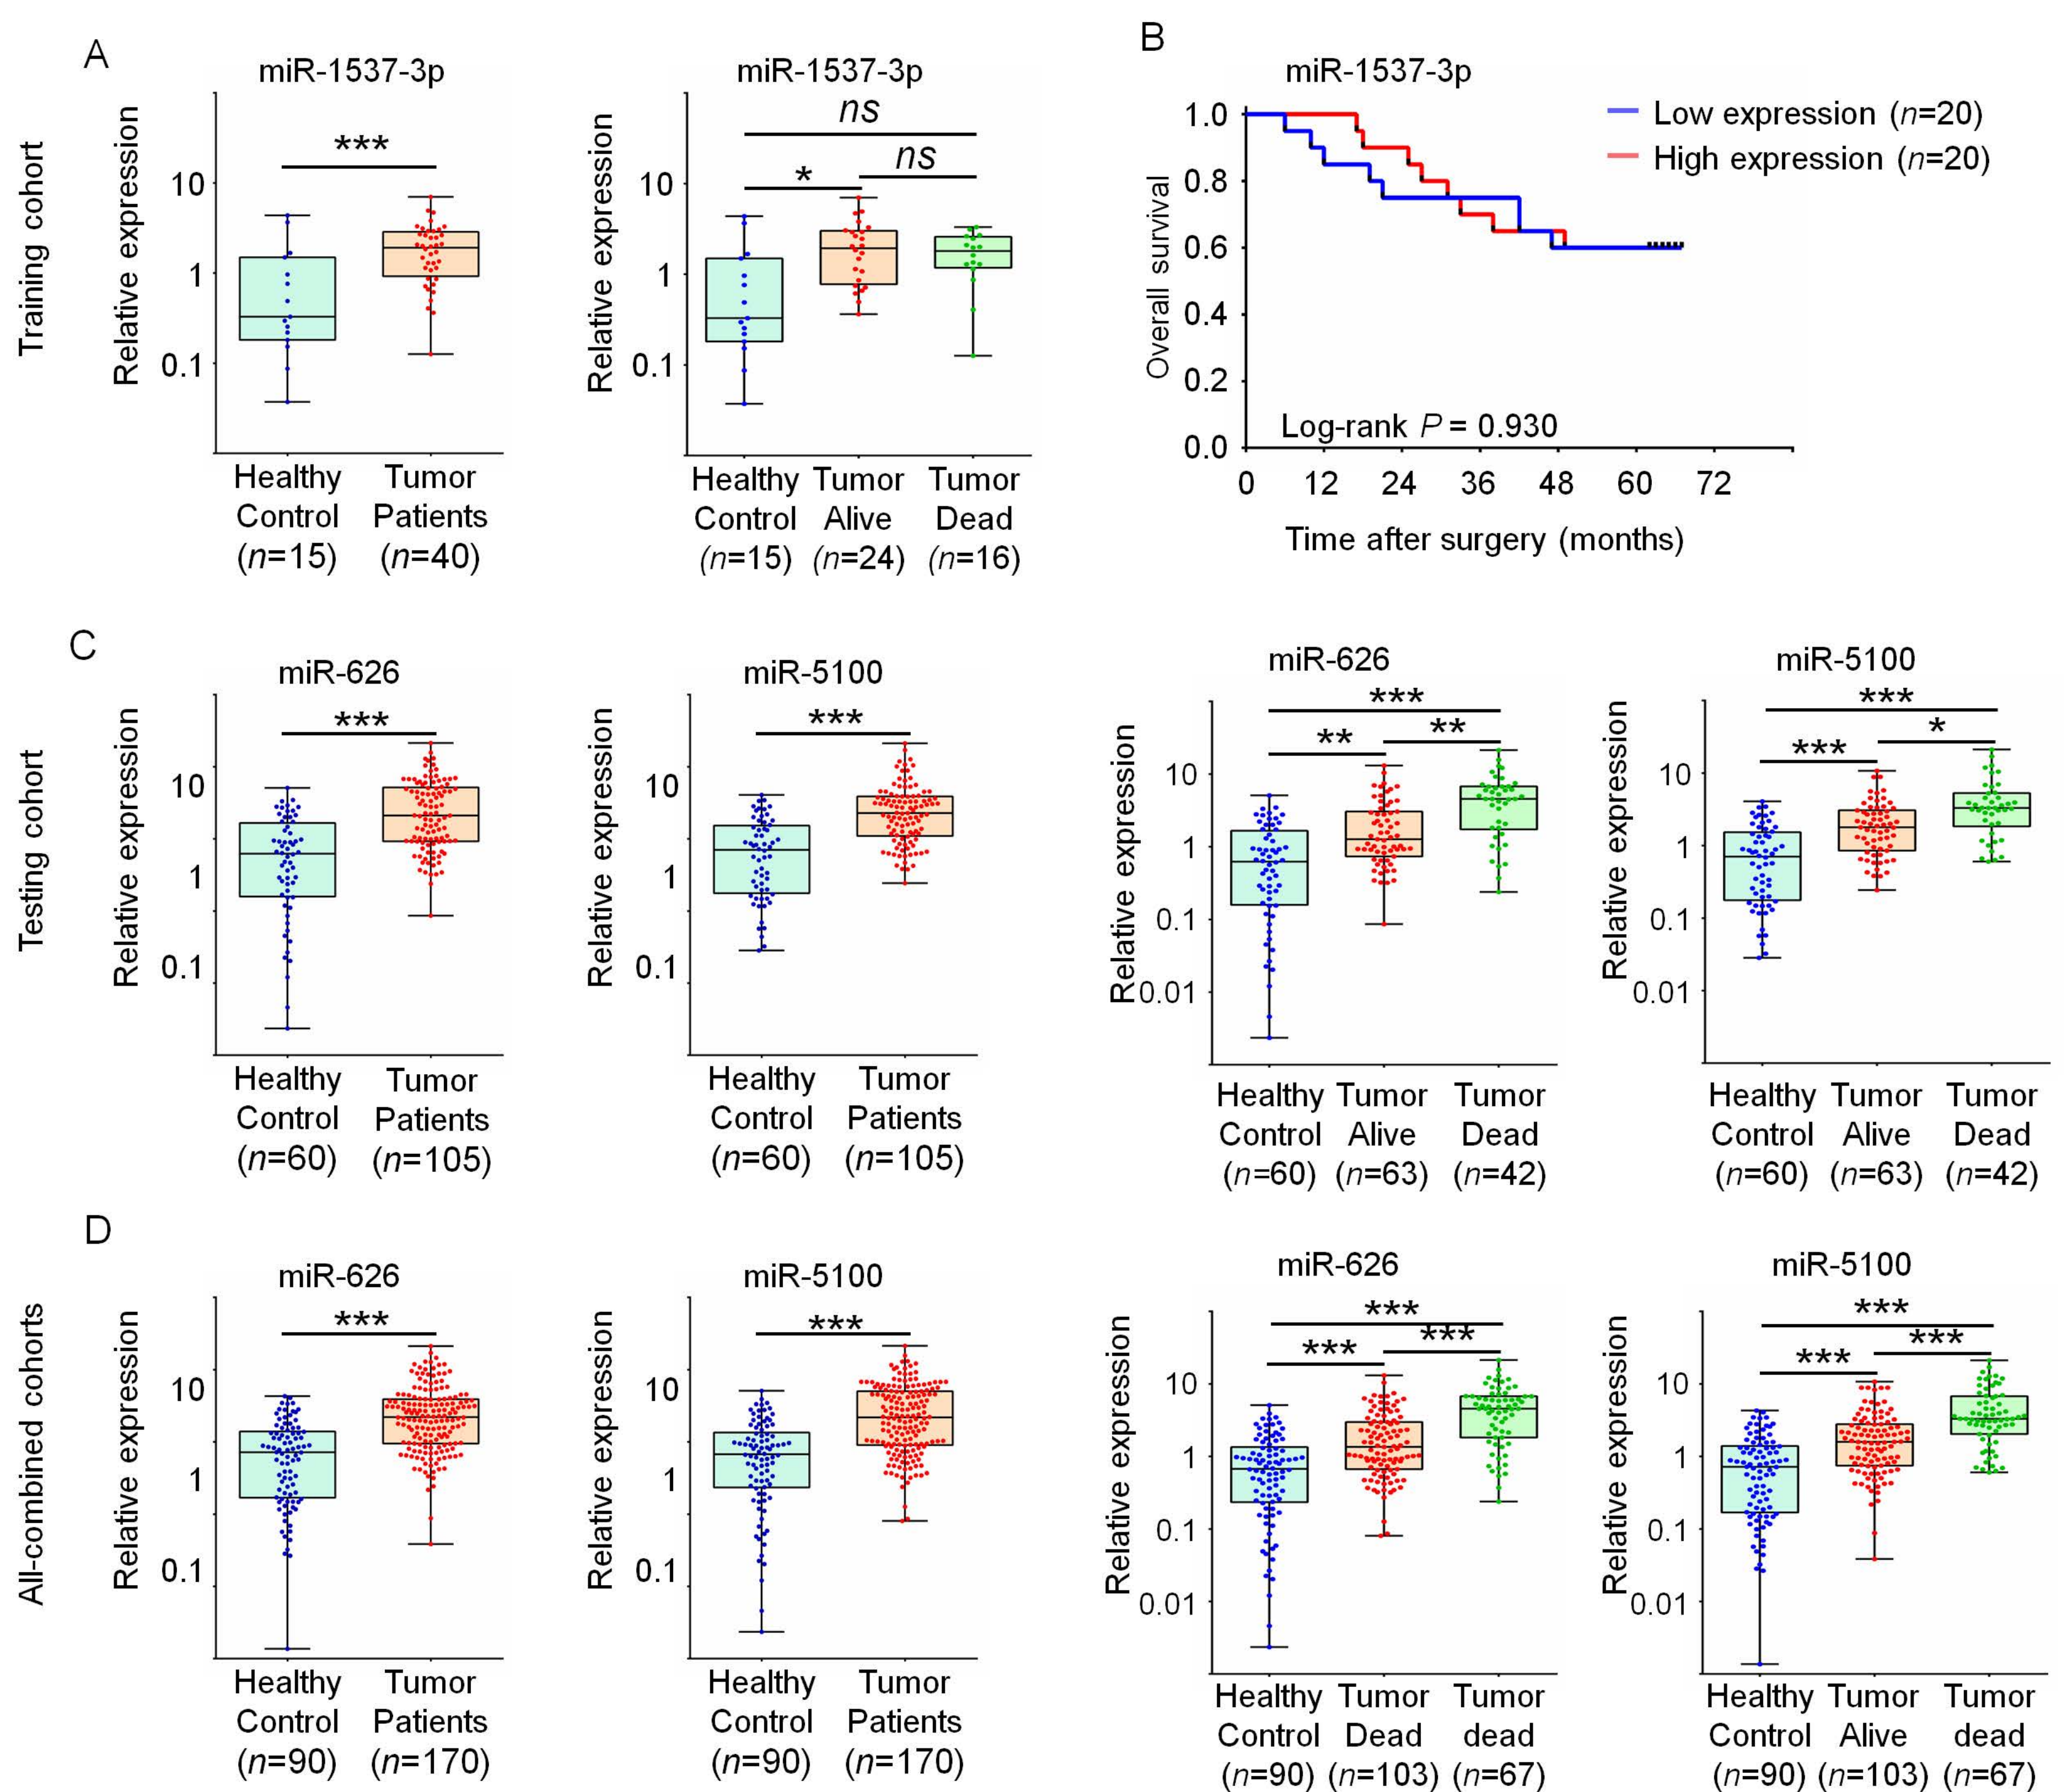 A
miR-1537-3p
Training cohort
Relative expression
10
1
0.1
***
Healthy Control (n=15)
Tumor Patients (n=40)
miR-1537-3p
Relative expression
10
1
0.1
ns
ns
*
Healthy Control (n=15)
Tumor Alive (n=24)
Tumor Dead (n=16)
B
miR-1537-3p
Low expression (n=20)
High expression (n=20)
Overall survival
1.0
0.8
0.6
0.4
0.2
0.0
Log-rank P = 0.930
0 12 24 36 48 60 72
Time after surgery (months)
C
Testing cohort
miR-626
Relative expression
10
1
0.1
***
Healthy Control (n=60)
Tumor Patients (n=105)
miR-5100
Relative expression
10
1
0.1
***
Healthy Control (n=60)
Tumor Patients (n=105)
miR-626
Relative expression
10
1
0.1
0.01
***
**
**
Healthy Control (n=60)
Tumor Alive (n=63)
Tumor Dead (n=42)
miR-5100
Relative expression
10
1
0.1
0.01
***
***
*
Healthy Control (n=60)
Tumor Alive (n=63)
Tumor Dead (n=42)
D
All-combined cohorts
miR-626
Relative expression
10
1
0.1
***
Healthy Control (n=90)
Tumor Patients (n=170)
miR-5100
Relative expression
10
1
0.1
***
Healthy Control (n=90)
Tumor Patients (n=170)
miR-626
Relative expression
10
1
0.1
0.01
***
***
***
Healthy Control (n=90)
Tumor Dead (n=103)
Tumor dead (n=67)
miR-5100
Relative expression
10
1
0.1
0.01
***
***
***
Healthy Control (n=90)
Tumor Alive (n=103)
Tumor dead (n=67)